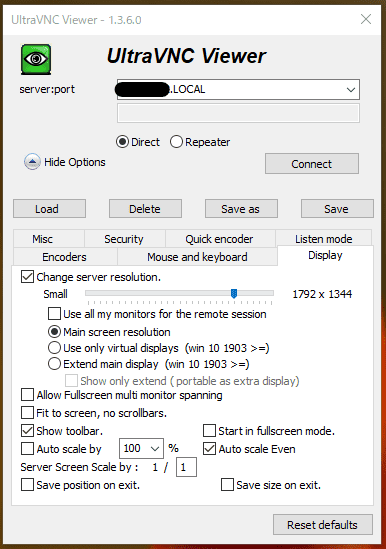 UltraVNC Viewer - 1.3.6.0
UltraVNC Viewer
server:port
.LOCAL
Direct Repeater
Hide Options
Connect
Load Delete Save as Save
Misc Security Quick encoder Listen mode
Encoders Mouse and keyboard Display
Change server resolution.
Small 1792 x 1344
Use all my monitors for the remote session
Main screen resolution
Use only virtual displays (win 10 1903 >=)
Extend main display (win 10 1903 >=)
Show only extend ( portable as extra display)
Allow Fullscreen multi monitor spanning
Fit to screen, no scrollbars.
Show toolbar. Start in fullscreen mode.
Auto scale by 100 % Auto scale Even
Server Screen Scale by : 1 / 1
Save position on exit. Save size on exit.
Reset defaults